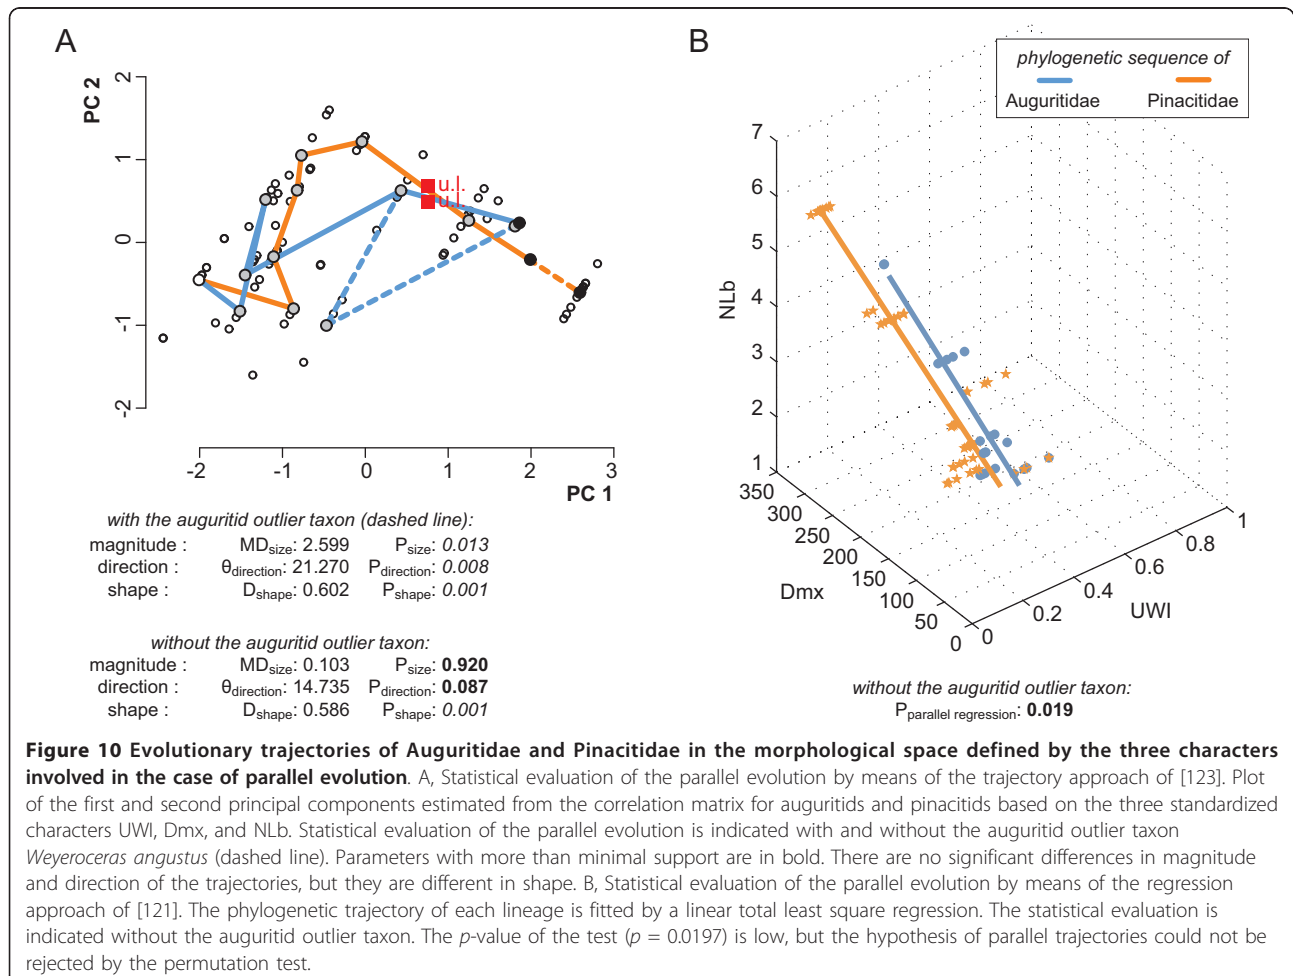 A
PC 2
2
1
0
-1
-2
u.l.
u.l.
-2 -1 0 1 2 3
PC 1
with the auguritid outlier taxon (dashed line):
magnitude : MDsize: 2.599 Psize: 0.013
direction : θdirection: 21.270 Pdirection: 0.008
shape : Dshape: 0.602 Pshape: 0.001
without the auguritid outlier taxon:
magnitude : MDsize: 0.103 Psize: 0.920
direction : θdirection: 14.735 Pdirection: 0.087
shape : Dshape: 0.586 Pshape: 0.001
B
phylogenetic sequence of
Auguritidae Pinacitidae
NLb
7
6
5
4
3
2
1
350
300
250
200
150
100
50
0
Dmx
0
0.2
0.4
0.6
0.8
1
UWI
without the auguritid outlier taxon:
Pparallel regression: 0.019
Figure 10 Evolutionary trajectories of Auguritidae and Pinacitidae in the morphological space defined by the three characters
involved in the case of parallel evolution. A, Statistical evaluation of the parallel evolution by means of the trajectory approach of [123]. Plot
of the first and second principal components estimated from the correlation matrix for augurtids and pinacitids based on the three standardized
characters UWI, Dmx, and NLb. Statistical evaluation of the parallel evolution is indicated with and without the auguritid outlier taxon
Weyeroceras angustus (dashed line). Parameters with more than minimal support are in bold. There are no significant differences in magnitude
and direction of the trajectories, but they are different in shape. B, Statistical evaluation of the parallel evolution by means of the regression
approach of [121]. The phylogenetic trajectory of each lineage is fitted by a linear total least square regression. The statistical evaluation is
indicated without the auguritid outlier taxon. The p-value of the test (p = 0.0197) is low, but the hypothesis of parallel trajectories could not be
rejected by the permutation test.